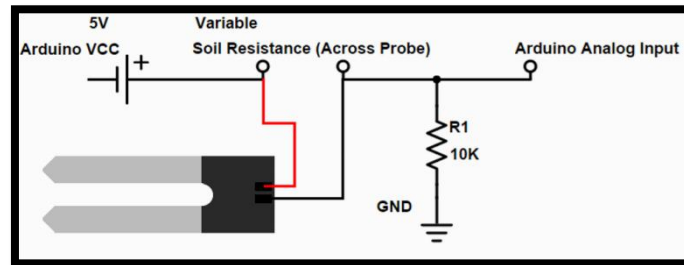 5V Variable
Arduino VCC Soil Resistance (Across Probe) Arduino Analog Input
+
R1
10K
GND